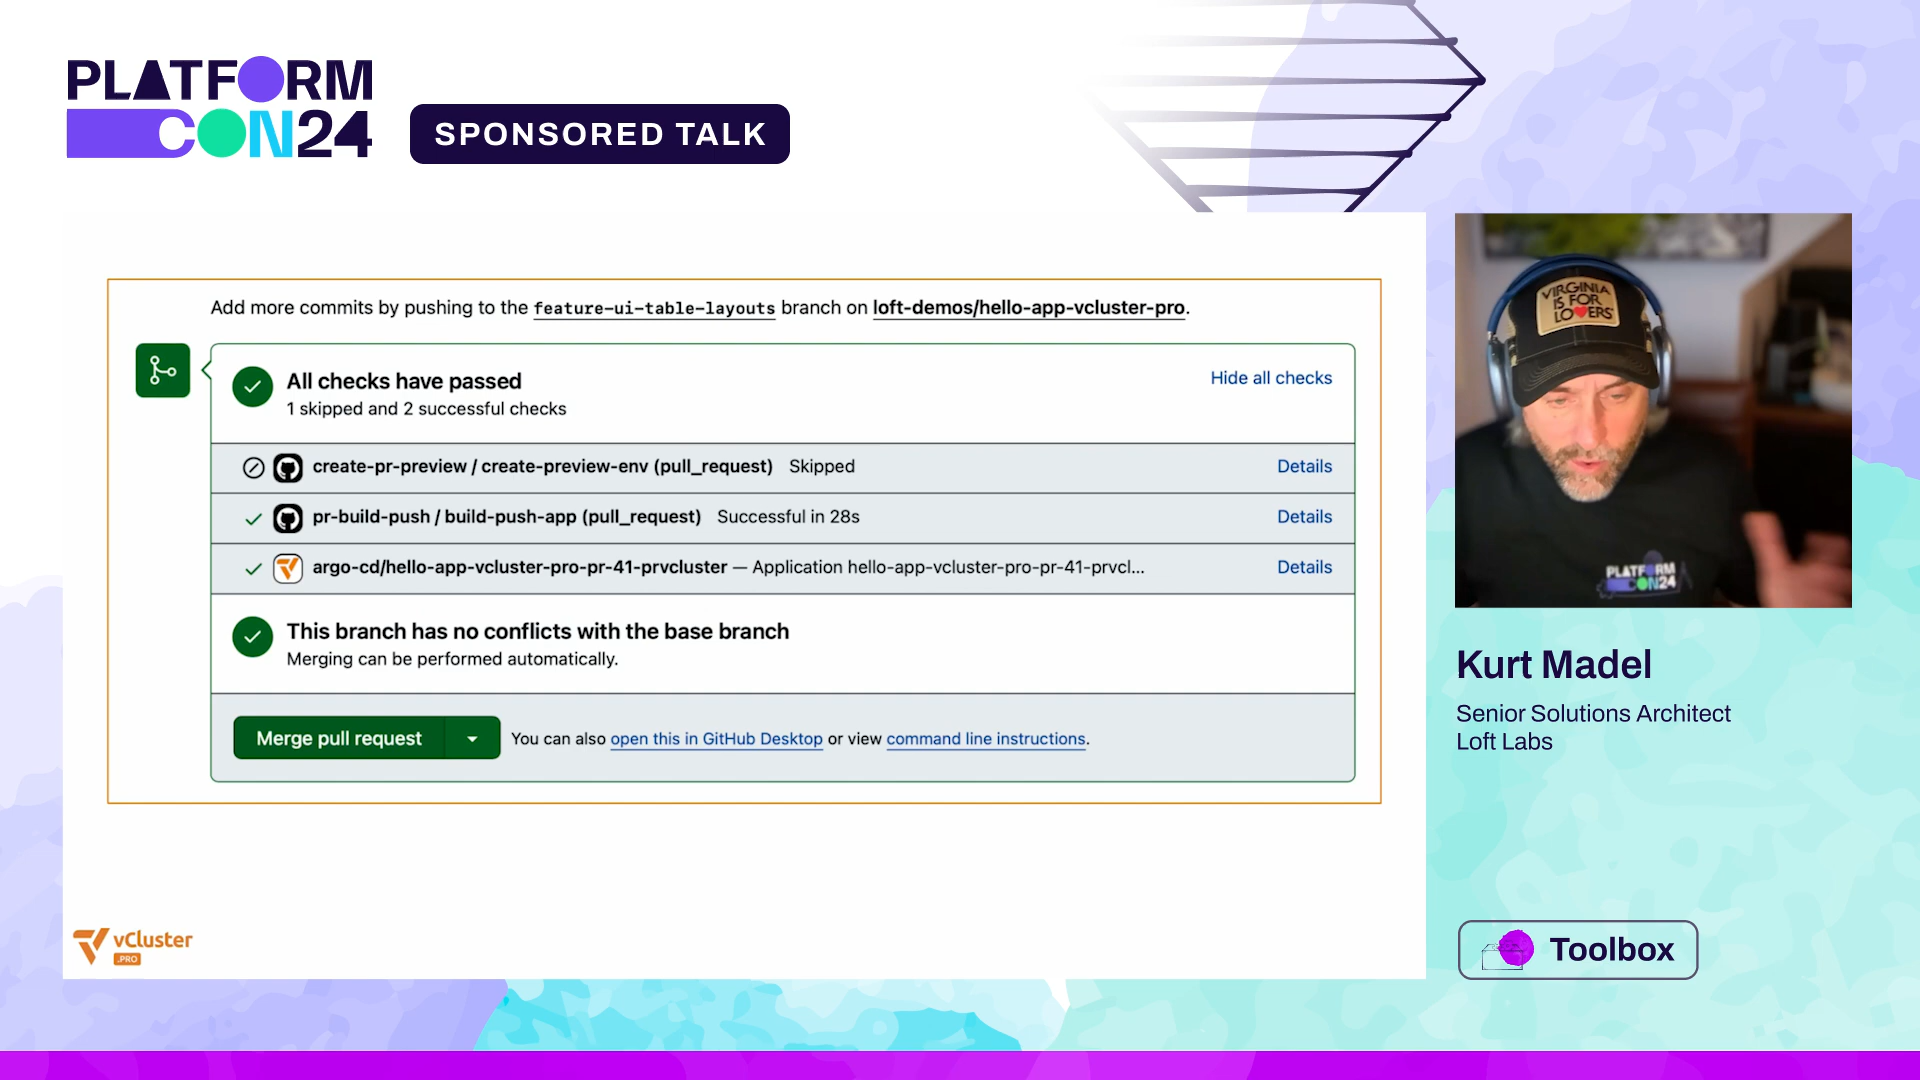 PLATFORM
CON24
SPONSORED TALK
Add more commits by pushing to the feature-ui-table-layouts branch on loft-demos/hello-app-vcluster-pro.
All checks have passed
Hide all checks
1 skipped and 2 successful checks
create-pr-preview / create-preview-env (pull_request) Skipped
Details
pr-build-push / build-push-app (pull_request) Successful in 28s
Details
argo-cd/hello-app-vcluster-pro-pr-41-prvcluster — Application hello-app-vcluster-pro-pr-41-prvcl...
Details
This branch has no conflicts with the base branch
Merging can be performed automatically.
Merge pull request
You can also open this in GitHub Desktop or view command line instructions.
vCluster
.PRO
VIRGINIA
IS FOR
LO♥ERS
PLATFORM
CON24
Kurt Madel
Senior Solutions Architect
Loft Labs
Toolbox